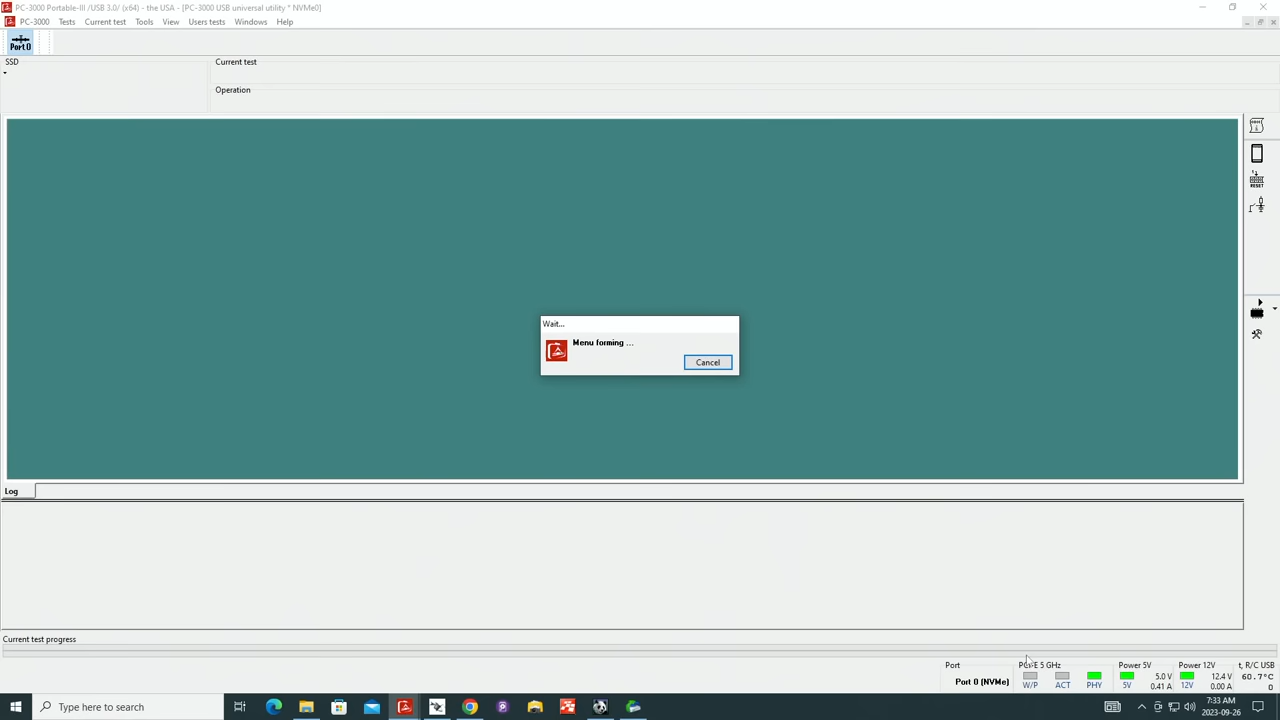 PC-3000 Portable-III /USB 3.0/ (x64) - the USA - [PC-3000 USB universal utility * NVMe0]
PC-3000 Tests Current test Tools View Users tests Windows Help
Port 0
SSD
Current test
Operation
RESET
Wait...
Menu forming ...
Cancel
Log
Current test progress
Port
Port 0 (NVMe)
PCI-E 5 GHz
W/P ACT PHY
Power 5V
5.0 V
5V 0.41 A
Power 12V
12.4 V
12V 0.00 A
t, R/C USB
60.7°C
0
Type here to search
7:33 AM
2023-09-26